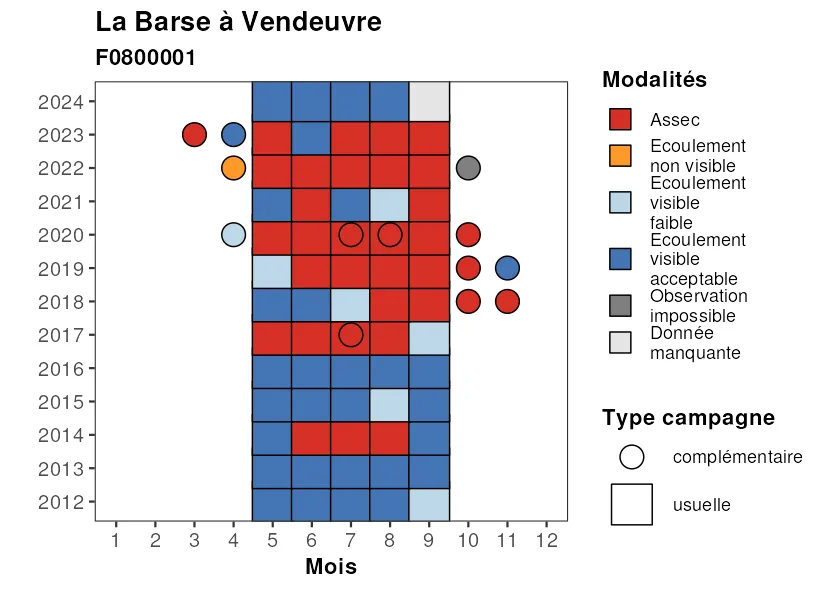 La Barse à Vendeuvre
F0800001
2024
2023
2022
2021
2020
2019
2018
2017
2016
2015
2014
2013
2012
1 2 3 4 5 6 7 8 9 10 11 12
Mois
Modalités
Assec
Ecoulement
non visible
Ecoulement
visible
faible
Ecoulement
visible
acceptable
Observation
impossible
Donnée
manquante
Type campagne
complémentaire
usuelle